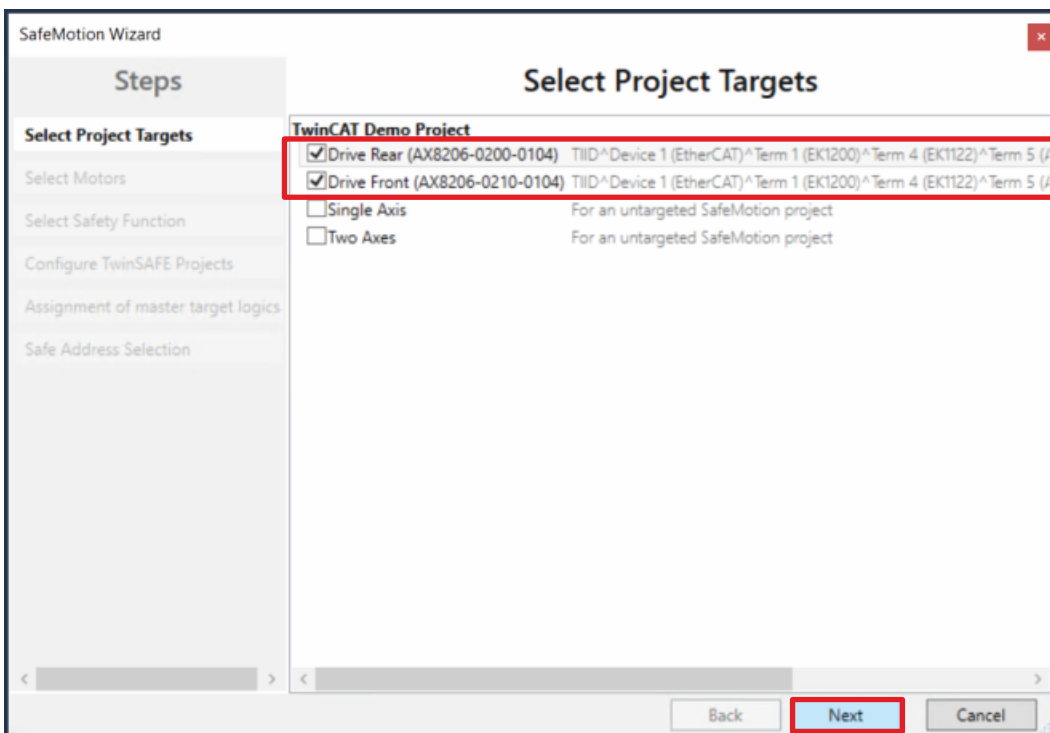 SafeMotion Wizard
Steps
Select Project Targets
Select Motors
Select Safety Function
Configure TwinSAFE Projects
Assignment of master target logics
Safe Address Selection
Select Project Targets
TwinCAT Demo Project
Drive Rear (AX8206-0200-0104) TIID^Device 1 (EtherCAT)^Term 1 (EK1200)^Term 4 (EK1122)^Term 5 (A
Drive Front (AX8206-0210-0104) TIID^Device 1 (EtherCAT)^Term 1 (EK1200)^Term 4 (EK1122)^Term 5 (A
Single Axis For an untargeted SafeMotion project
Two Axes For an untargeted SafeMotion project
Back Next Cancel